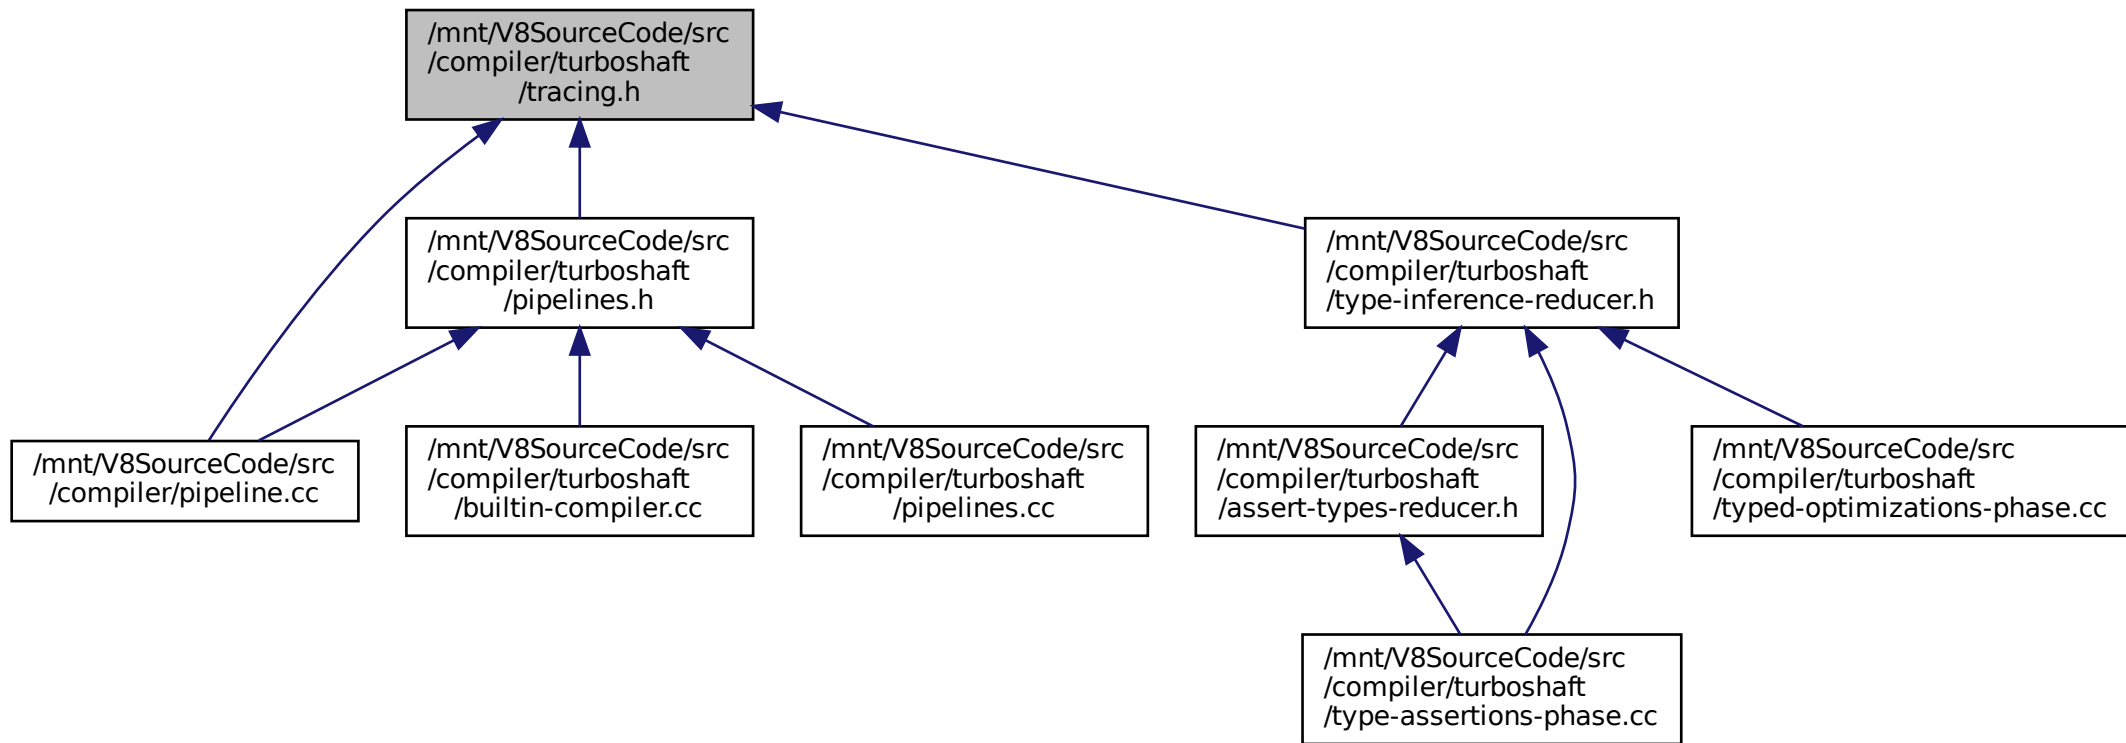 /mnt/V8SourceCode/src
/compiler/turboshaft
/tracing.h
/mnt/V8SourceCode/src
/compiler/turboshaft
/pipelines.h
/mnt/V8SourceCode/src
/compiler/turboshaft
/type-inference-reducer.h
/mnt/V8SourceCode/src
/compiler/pipeline.cc
/mnt/V8SourceCode/src
/compiler/turboshaft
/builtin-compiler.cc
/mnt/V8SourceCode/src
/compiler/turboshaft
/pipelines.cc
/mnt/V8SourceCode/src
/compiler/turboshaft
/assert-types-reducer.h
/mnt/V8SourceCode/src
/compiler/turboshaft
/typed-optimizations-phase.cc
/mnt/V8SourceCode/src
/compiler/turboshaft
/type-assertions-phase.cc